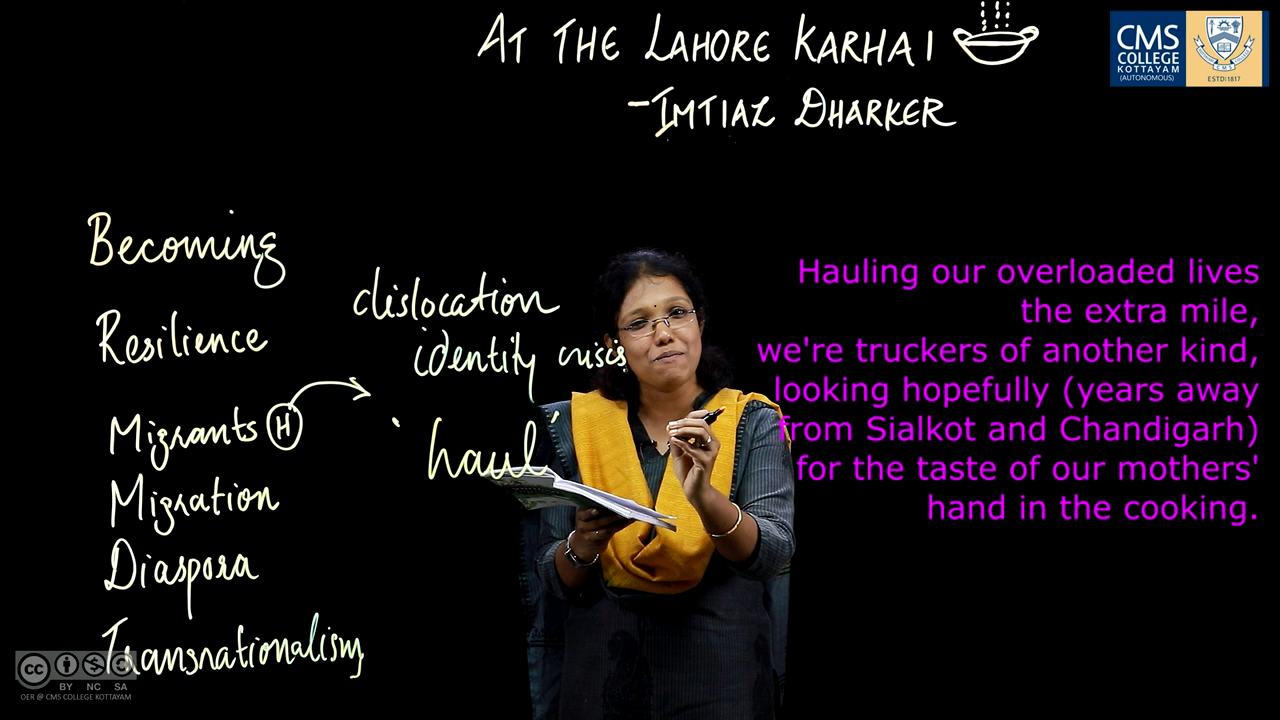 AT THE LAHORE KARHAI
-IMTIAZ DHARKER
CMS
COLLEGE
KOTTAYAM
(AUTONOMOUS)
ESTD:1817
Becoming
Resilience
Migrants H
Migration
Diaspora
Transnationalism
dislocation
identity crisis
'haul'
Hauling our overloaded lives
the extra mile,
we're truckers of another kind,
looking hopefully (years away
from Sialkot and Chandigarh)
for the taste of our mothers'
hand in the cooking.
cc
BY NC SA
OER @ CMS COLLEGE KOTTAYAM